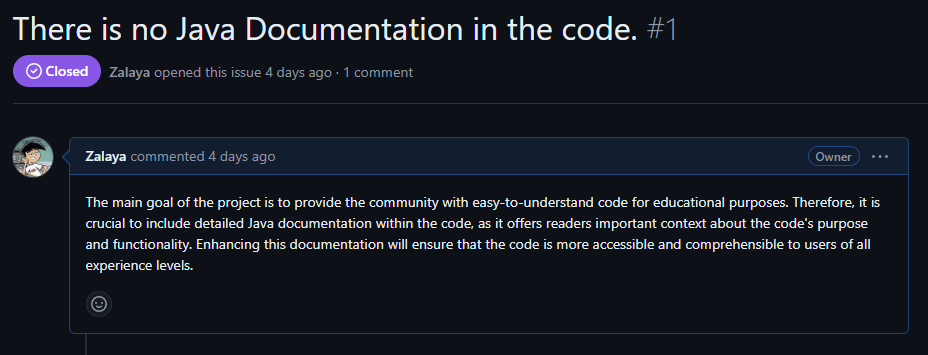 There is no Java Documentation in the code. #1
Closed Zalaya opened this issue 4 days ago · 1 comment
Zalaya commented 4 days ago Owner ...
The main goal of the project is to provide the community with easy-to-understand code for educational purposes. Therefore, it is
crucial to include detailed Java documentation within the code, as it offers readers important context about the code's purpose
and functionality. Enhancing this documentation will ensure that the code is more accessible and comprehensible to users of all
experience levels.